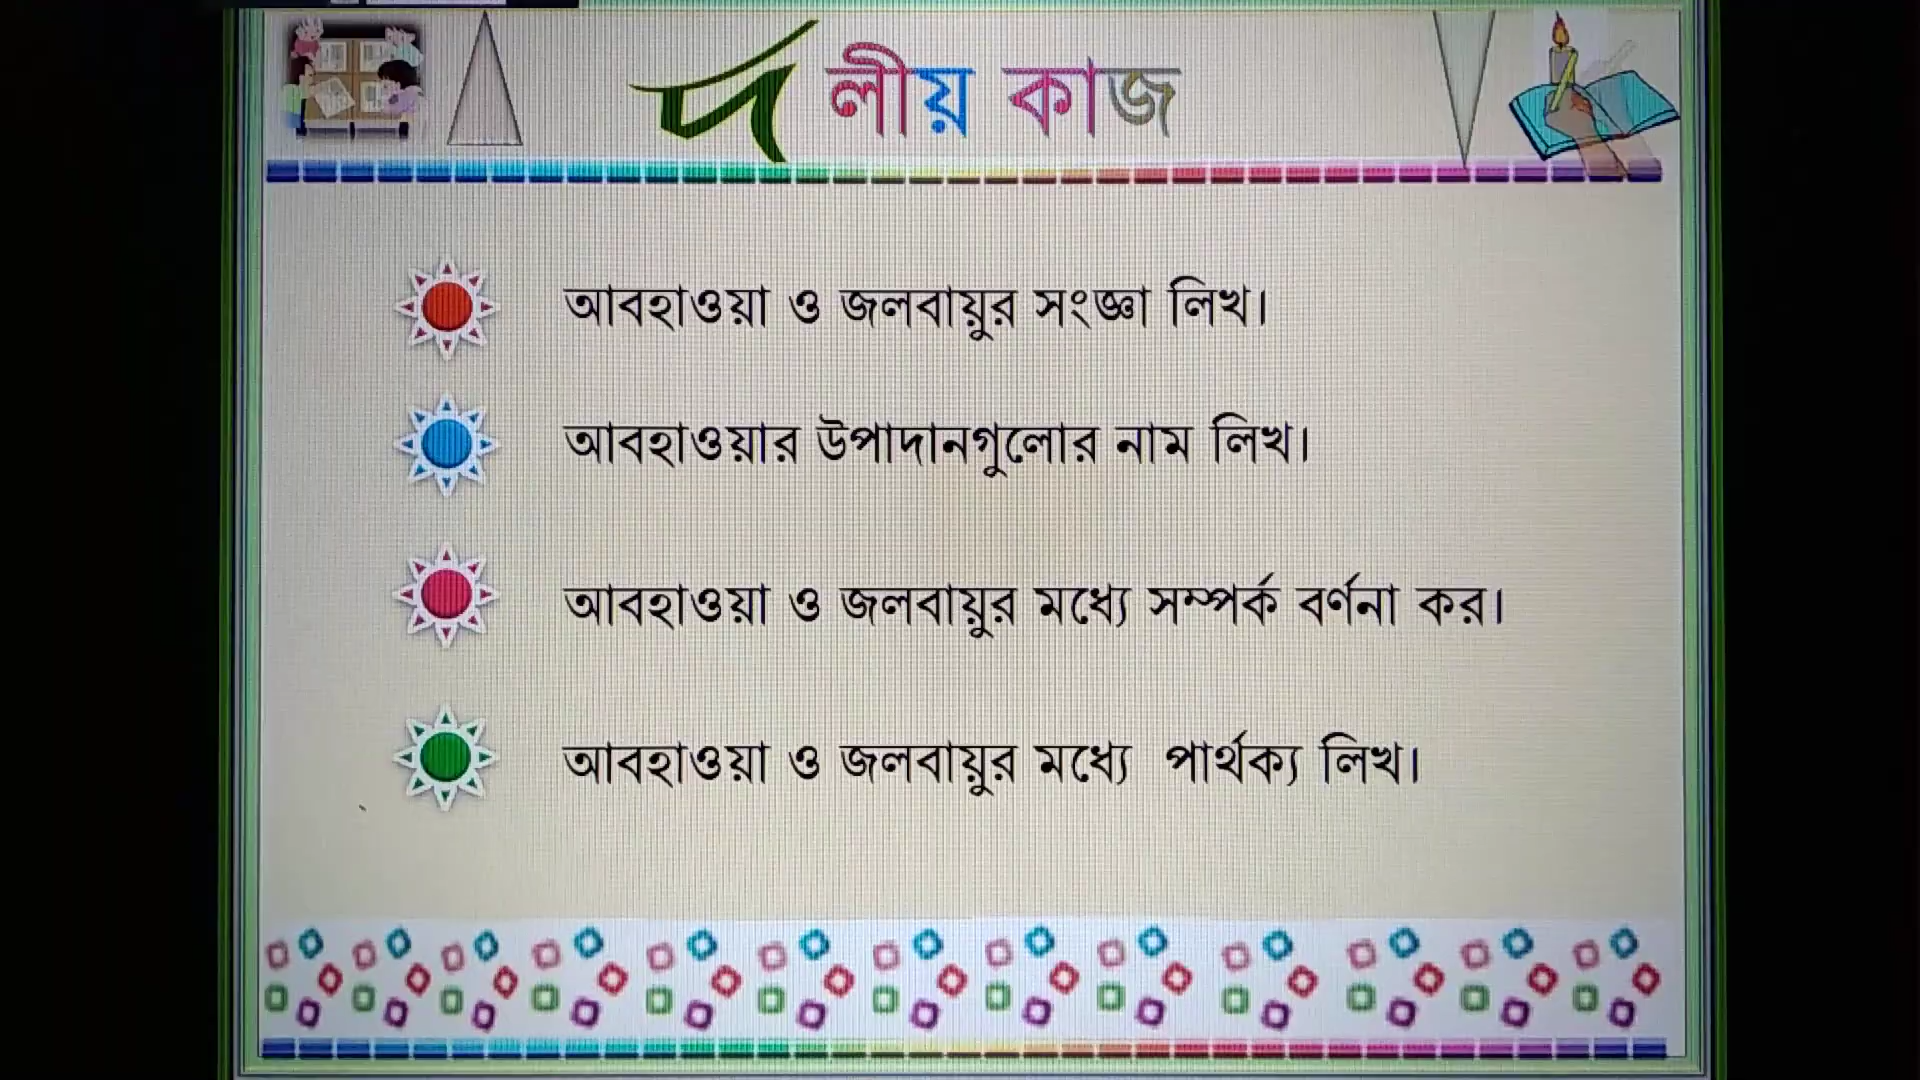 দলীয় কাজ
আবহাওয়া ও জলবায়ুর সংজ্ঞা লিখ।
আবহাওয়ার উপাদানগুলোর নাম লিখ।
আবহাওয়া ও জলবায়ুর মধ্যে সম্পর্ক বর্ণনা কর।
আবহাওয়া ও জলবায়ুর মধ্যে পার্থক্য লিখ।